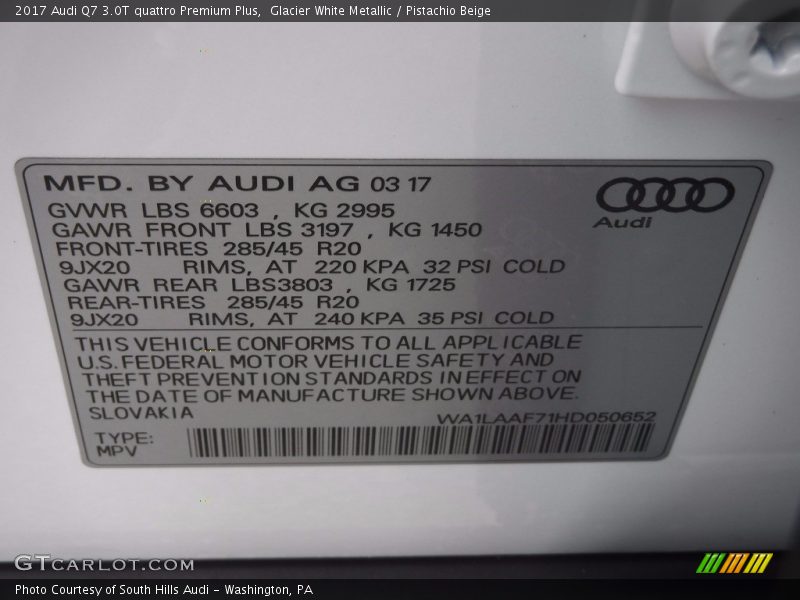 2017 Audi Q7 3.0T quattro Premium Plus,  Glacier White Metallic / Pistachio Beige
MFD. BY AUDI AG 03 17
Audi
GVWR LBS 6603 , KG 2995
GAWR FRONT LBS 3197 , KG 1450
FRONT-TIRES 285/45 R20
9JX20 RIMS, AT 220 KPA 32 PSI COLD
GAWR REAR LBS3803 , KG 1725
REAR-TIRES 285/45 R20
9JX20 RIMS, AT 240 KPA 35 PSI COLD
THIS VEHICLE CONFORMS TO ALL APPLICABLE
U.S. FEDERAL MOTOR VEHICLE SAFETY AND
THEFT PREVENTION STANDARDS IN EFFECT ON
THE DATE OF MANUFACTURE SHOWN ABOVE.
SLOVAKIA
WA1LAAF71HD050652
TYPE:
MPV
GTCARLOT.COM
Photo Courtesy of South Hills Audi - Washington, PA